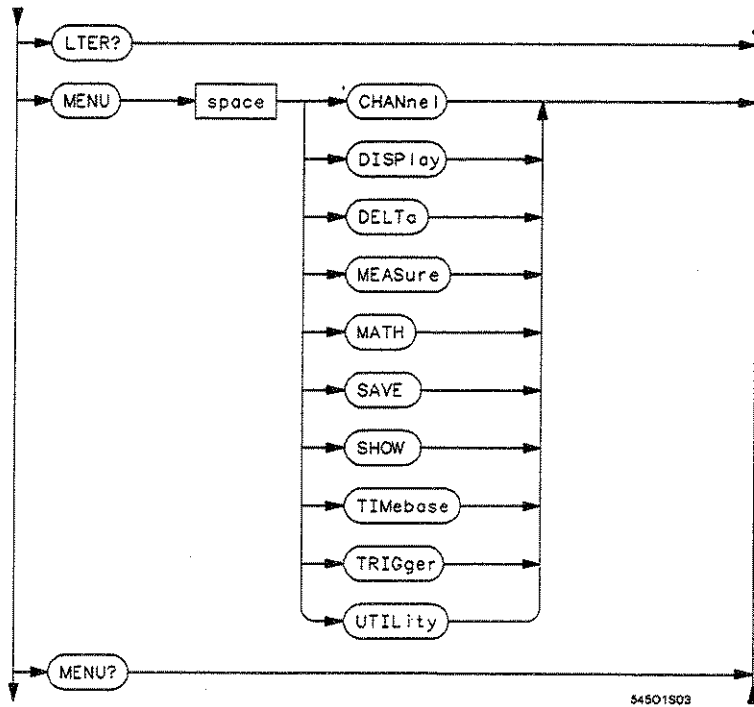 LTER?
MENU space CHANnel
DISPlay
DELTa
MEASure
MATH
SAVE
SHOW
TIMebase
TRIGger
UTILity
MENU?
54501S03